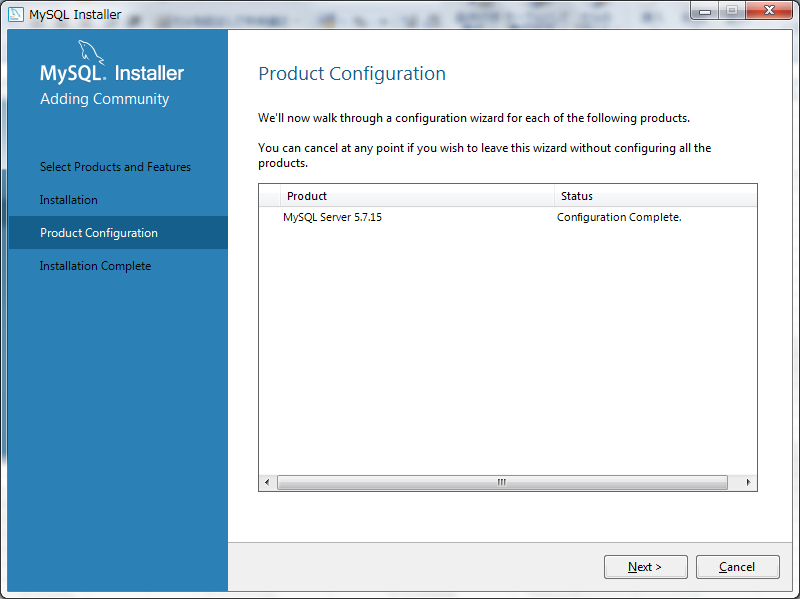 MySQL Installer
MySQL. Installer
Adding Community
Select Products and Features
Installation
Product Configuration
Installation Complete
Product Configuration
We'll now walk through a configuration wizard for each of the following products.
You can cancel at any point if you wish to leave this wizard without configuring all the
products.
Product Status
MySQL Server 5.7.15 Configuration Complete.
Next > Cancel